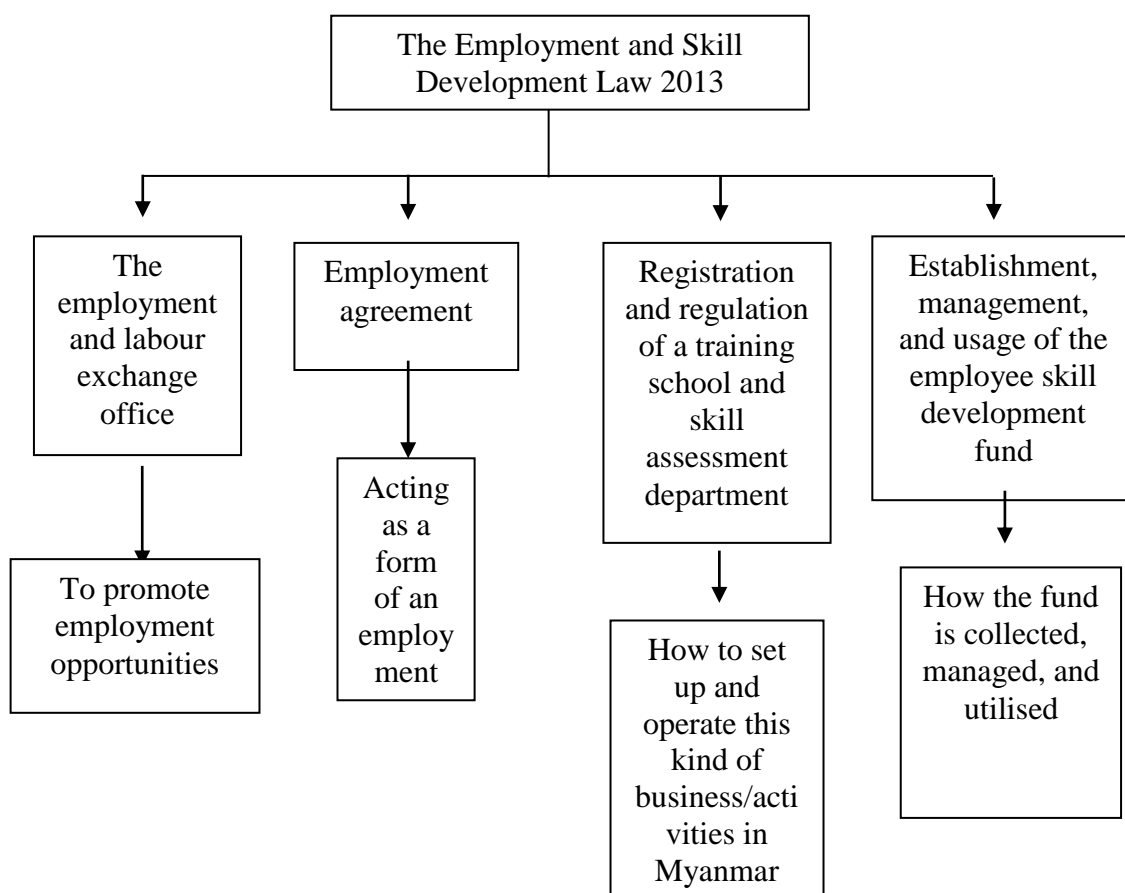 The Employment and Skill
Development Law 2013
The
employment
and labour
exchange
office
Employment
agreement
Registration
and regulation
of a training
school and
skill
assessment
department
Establishment,
management,
and usage of the
employee skill
development
fund
To promote
employment
opportunities
Acting
as a
form
of an
employ
ment
How to set
up and
operate this
kind of
business/acti
vities in
Myanmar
How the fund
is collected,
managed, and
utilised